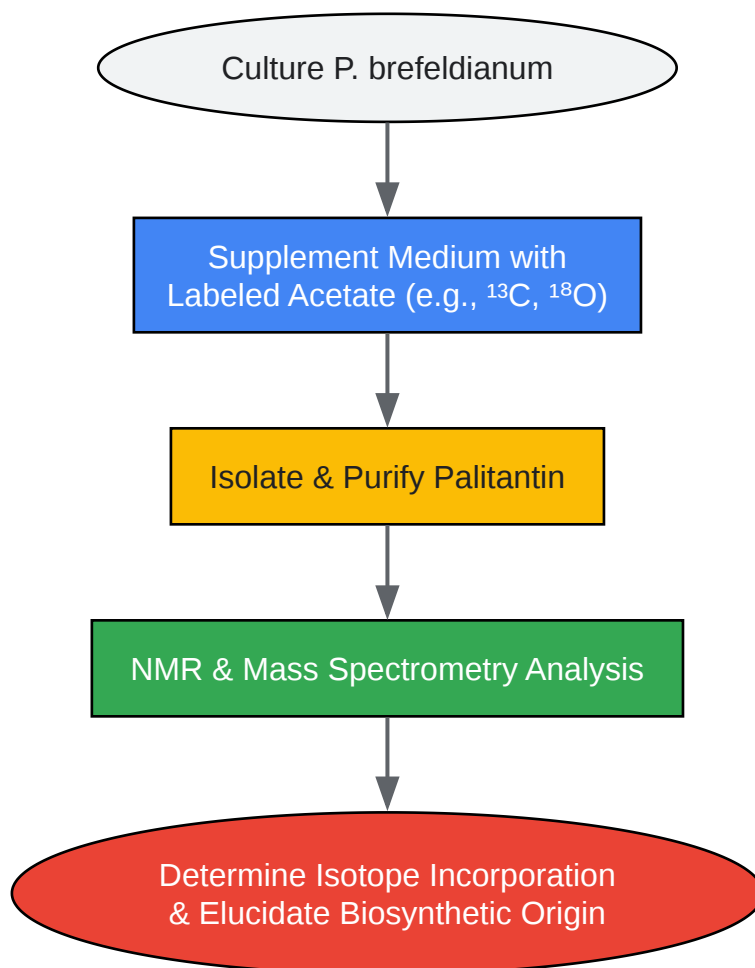 Culture P. brefeldianum
Supplement Medium with
Labeled Acetate (e.g., ¹³C, ¹⁸O)
Isolate & Purify Palitantin
NMR & Mass Spectrometry Analysis
Determine Isotope Incorporation
& Elucidate Biosynthetic Origin